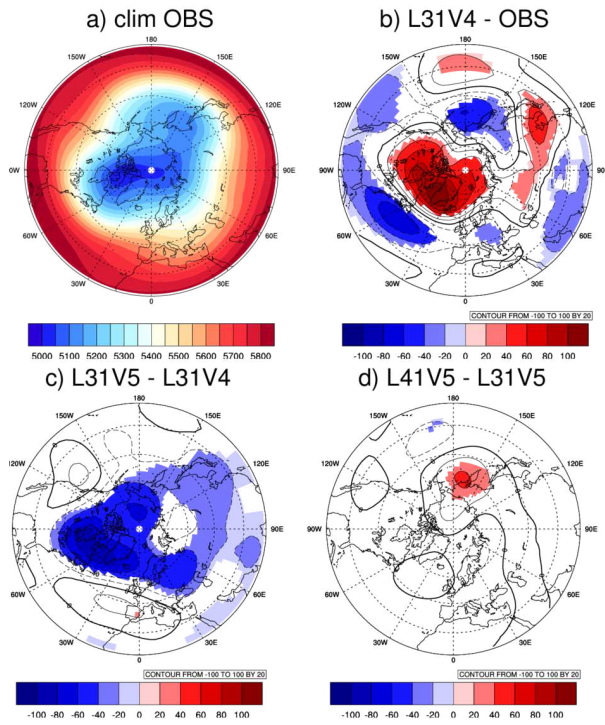 a) clim OBS
180
150W 150E
120W 120E
0W 90E
60W 60E
30W 30E
0
5000 5100 5200 5300 5400 5500 5600 5700 5800
b) L31V4 - OBS
180
150W 150E
120W 120E
90W 90E
60W 60E
30W 30E
0
CONTOUR FROM -100 TO 100 BY 20
-100 -80 -60 -40 -20 0 20 40 60 80 100
c) L31V5 - L31V4
180
150W 150E
120W 120E
90E
60W 60E
30W 30E
0
CONTOUR FROM -100 TO 100 BY 20
-100 -80 -60 -40 -20 0 20 40 60 80 100
d) L41V5 - L31V5
180
150W 150E
120W 120E
90W 90E
60W 60E
30W 30E
0
CONTOUR FROM -100 TO 100 BY 20
-100 -80 -60 -40 -20 0 20 40 60 80 100